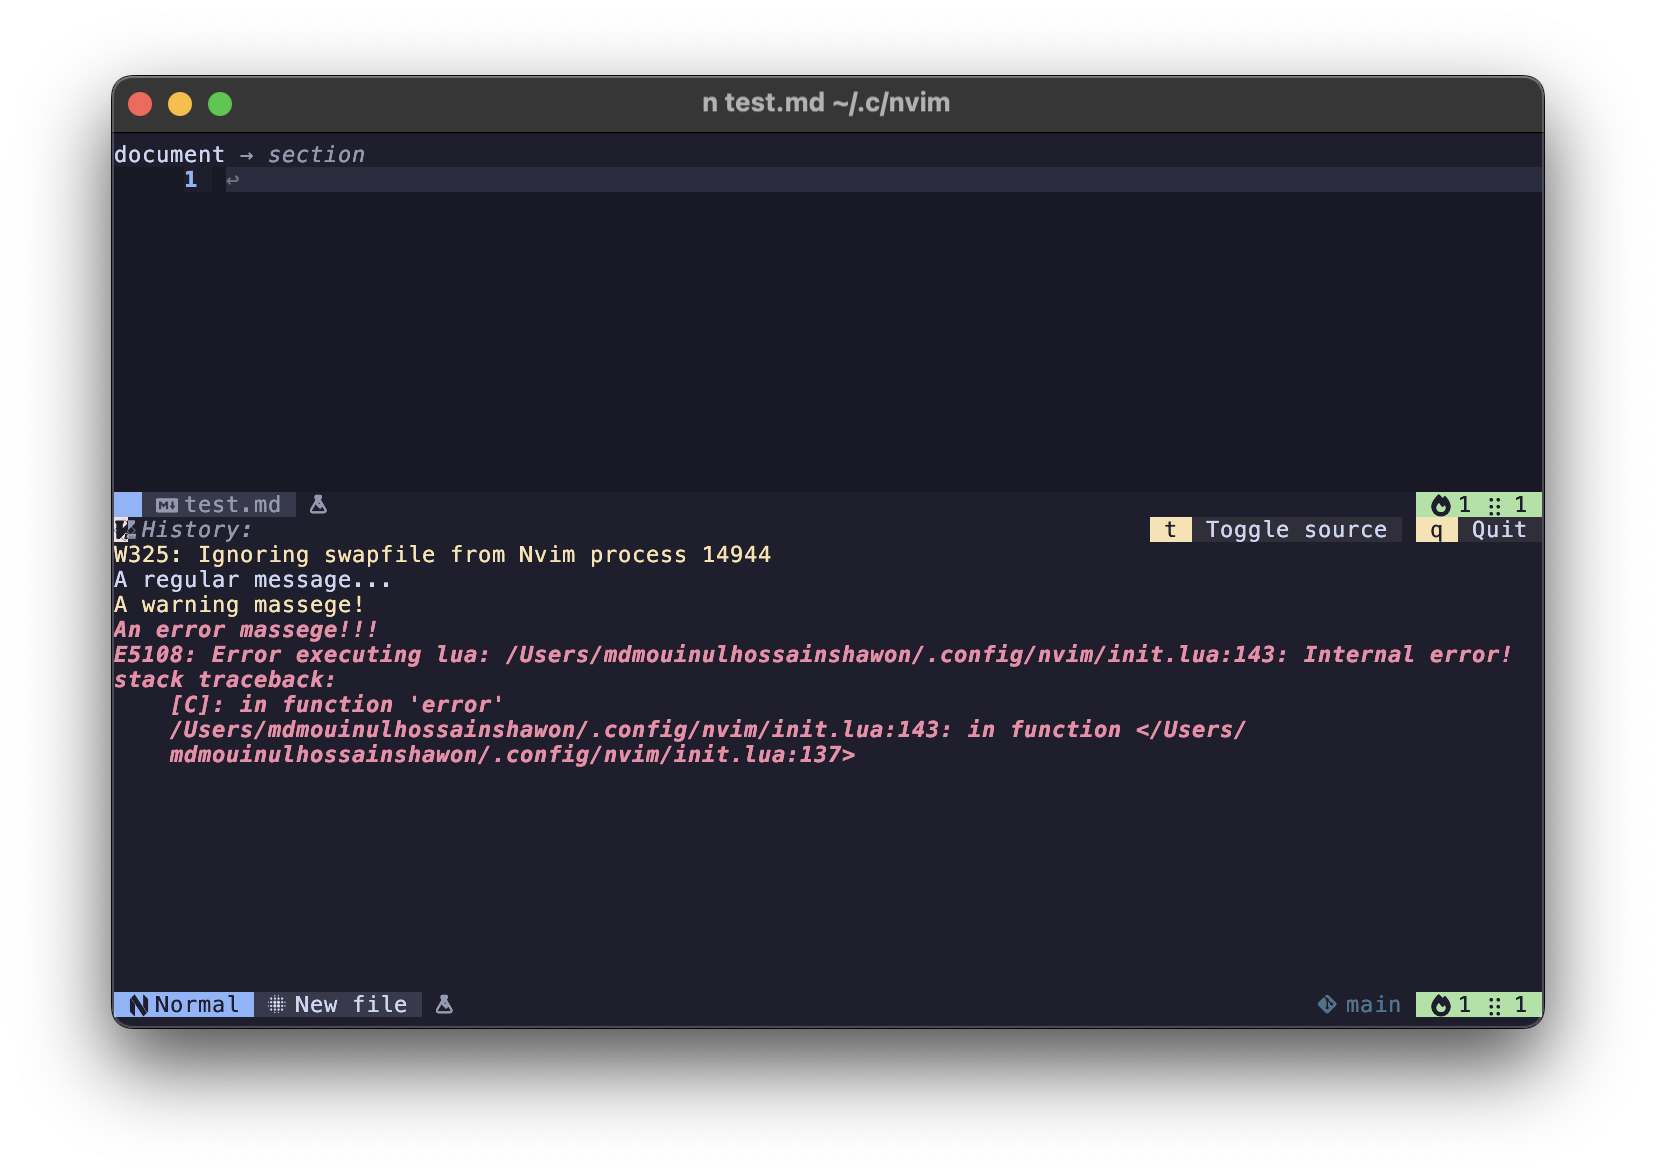 n test.md ~/.c/nvim
document → section
1 ↩
test.md 1 1
History: t Toggle source q Quit
W325: Ignoring swapfile from Nvim process 14944
A regular message...
A warning massege!
An error massege!!!
E5108: Error executing lua: /Users/mdmouinulhossainshawon/.config/nvim/init.lua:143: Internal error!
stack traceback:
[C]: in function 'error'
/Users/mdmouinulhossainshawon/.config/nvim/init.lua:143: in function </Users/
mdmouinulhossainshawon/.config/nvim/init.lua:137>
Normal New file main 1 1